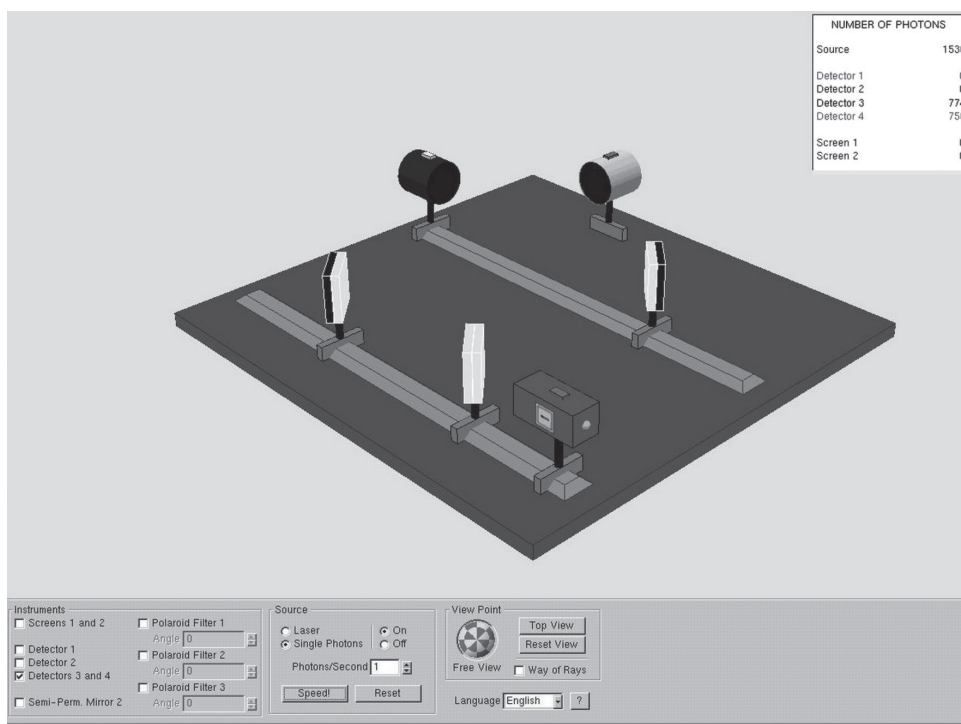 NUMBER OF PHOTONS
Source
Detector 1
Detector 2
Detector 3 774
Detector 4
Screen 1
Screen 2
Instruments
Screens 1 and 2
Detector 1
Detector 2
Detectors 3 and 4
Semi-Perm. Mirror 2
Polaroid Filter 1
Angle 0
Polaroid Filter 2
Angle 0
Polaroid Filter 3
Angle 0
Source
Laser On
Single Photons Off
Photons/Second 1
Speed! Reset
View Point
Top View
Reset View
Free View Way of Rays
Language English ?